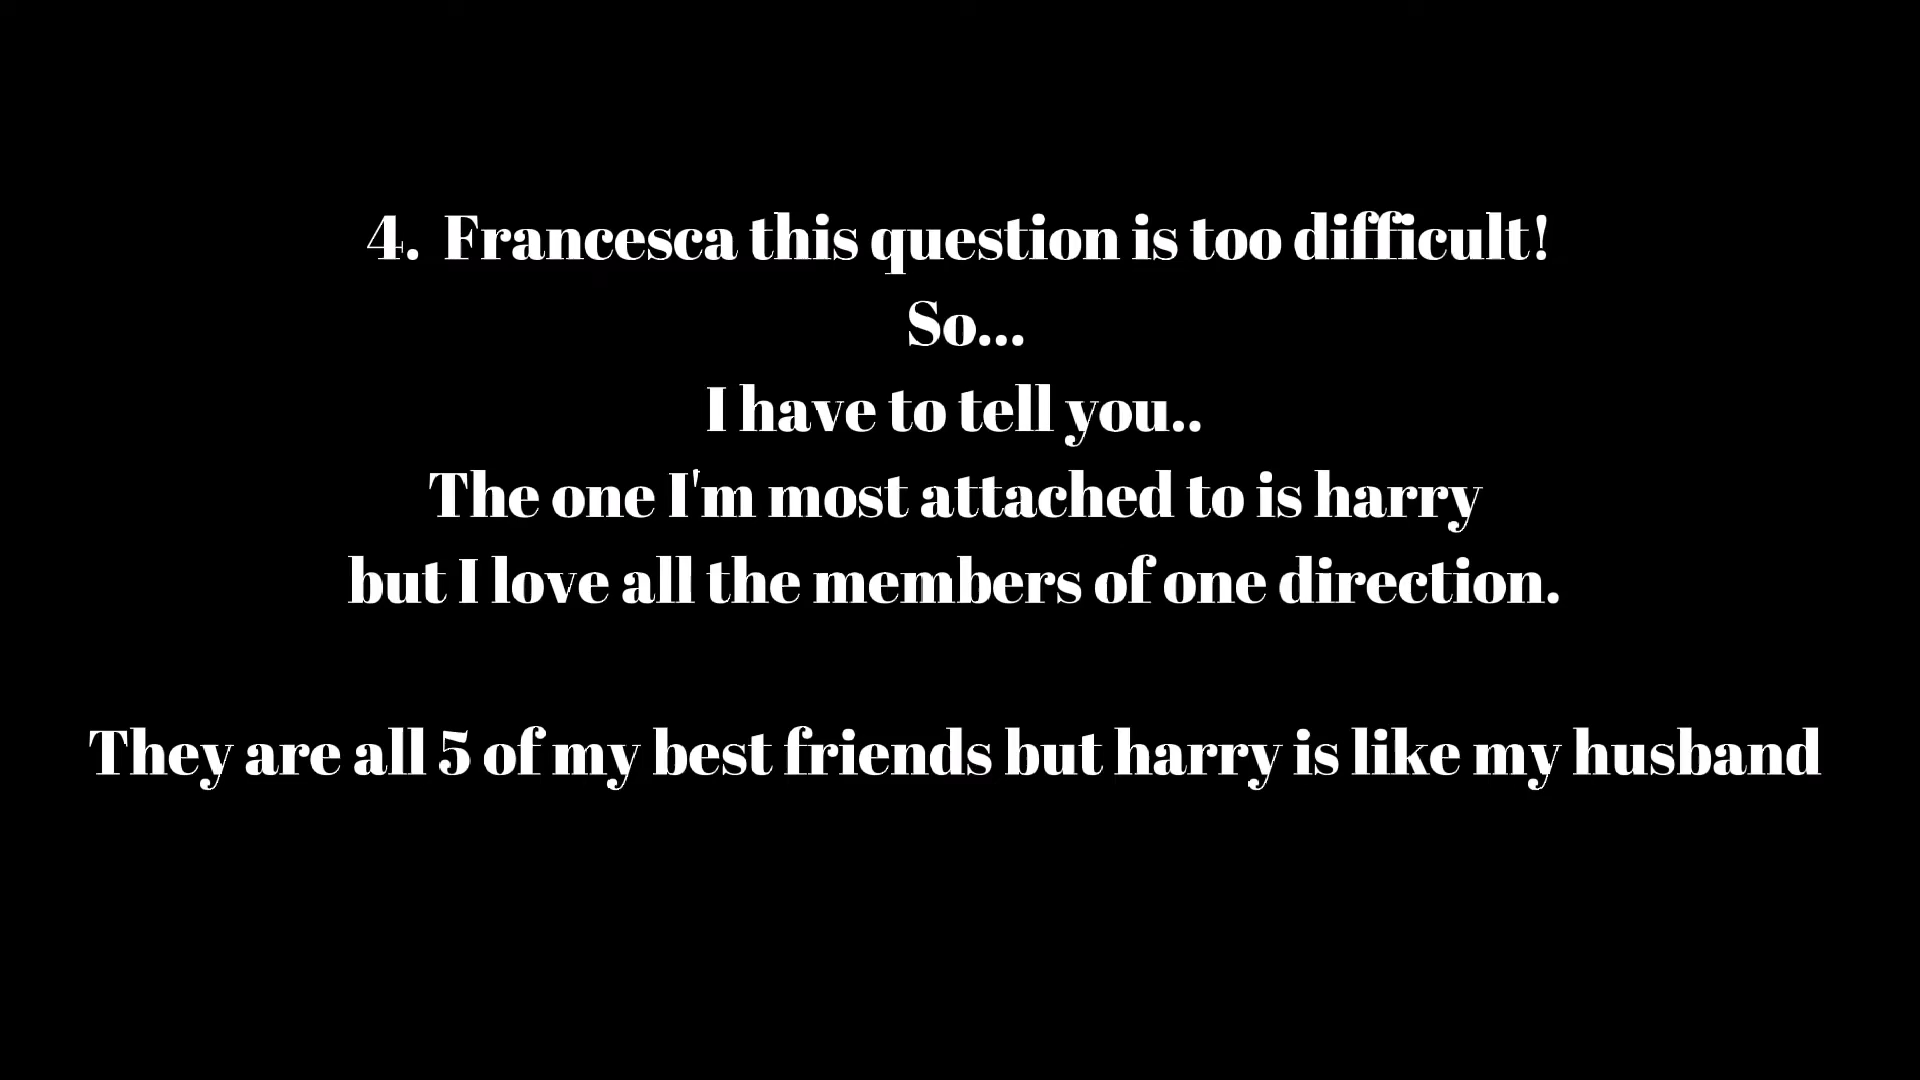 4. Francesca this question is too difficult!
So...
I have to tell you..
The one I'm most attached to is harry
but I love all the members of one direction.
They are all 5 of my best friends but harry is like my husband